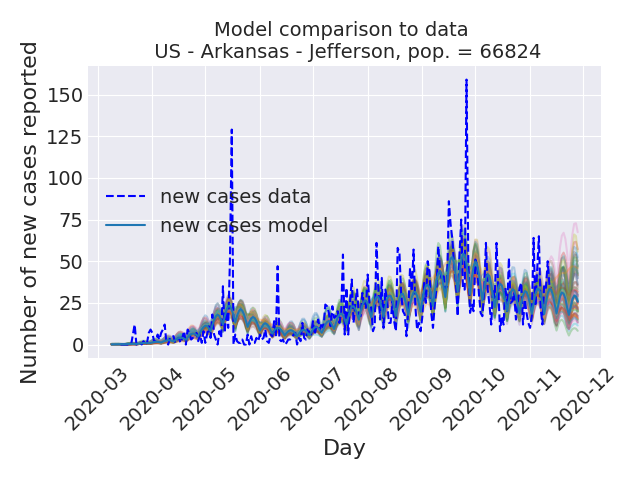 Model comparison to data
US - Arkansas - Jefferson, pop. = 66824
Number of new cases reported
150
125
100
75
50
25
0
new cases data
new cases model
2020-03
2020-04
2020-05
2020-06
2020-07
2020-08
2020-09
2020-10
2020-11
2020-12
Day